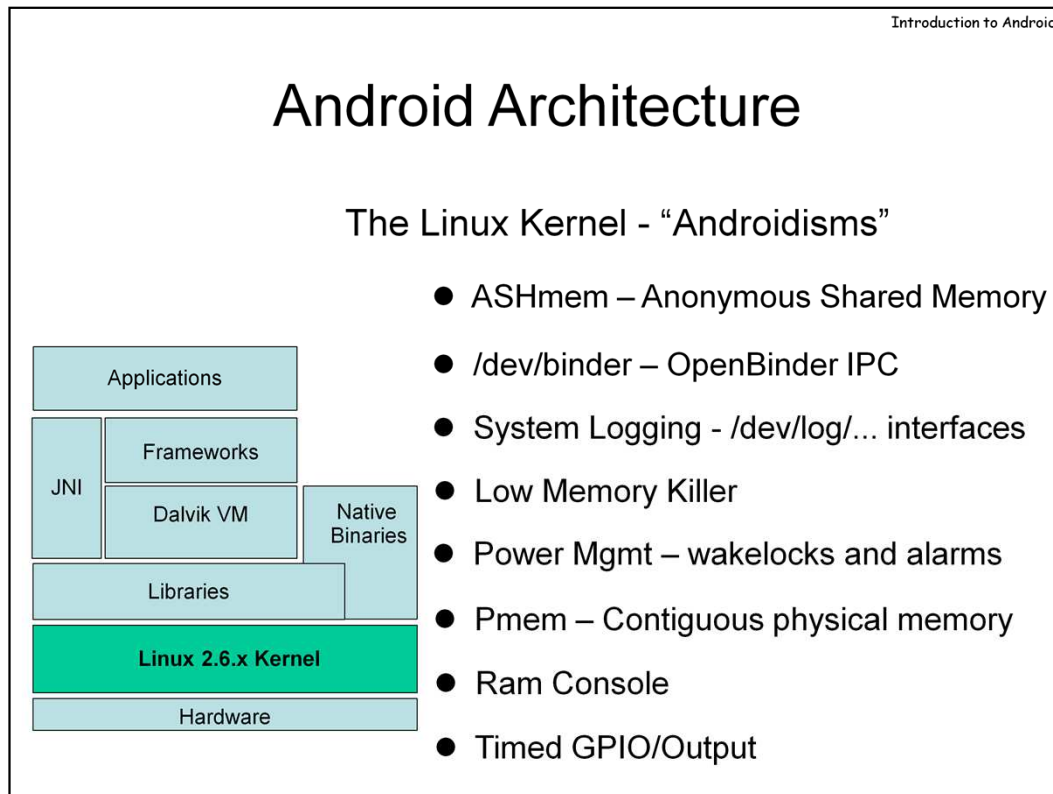 Introduction to Android
Android Architecture
The Linux Kernel - “Androidisms”
● ASHmem – Anonymous Shared Memory
● /dev/binder – OpenBinder IPC
● System Logging - /dev/log/... interfaces
● Low Memory Killer
● Power Mgmt – wakelocks and alarms
● Pmem – Contiguous physical memory
● Ram Console
● Timed GPIO/Output
Applications
JNI
Frameworks
Dalvik VM
Native
Binaries
Libraries
Linux 2.6.x Kernel
Hardware